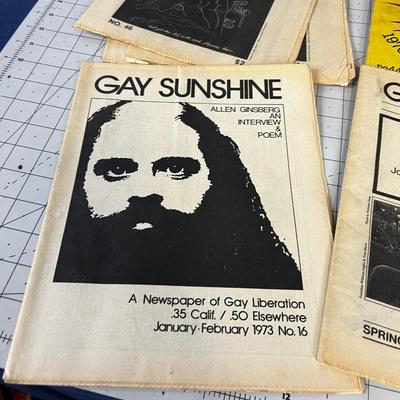 NO. 46
GAY SUNSHINE
ALLEN GINSBERG
AN
INTERVIEW
&
POEM
A Newspaper of Gay Liberation
.35 Calif. / .50 Elsewhere
January-February 1973 No. 16
SPRING
12